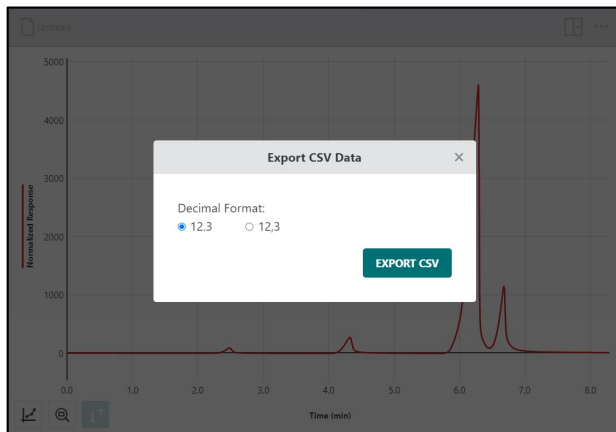 Untitled
5000
4000
3000
2000
1000
0
Normalized Response
Export CSV Data
Decimal Format:
12.3
12,3
EXPORT CSV
0.0 1.0 2.0 3.0 4.0 5.0 6.0 7.0 8.0
Time (min)